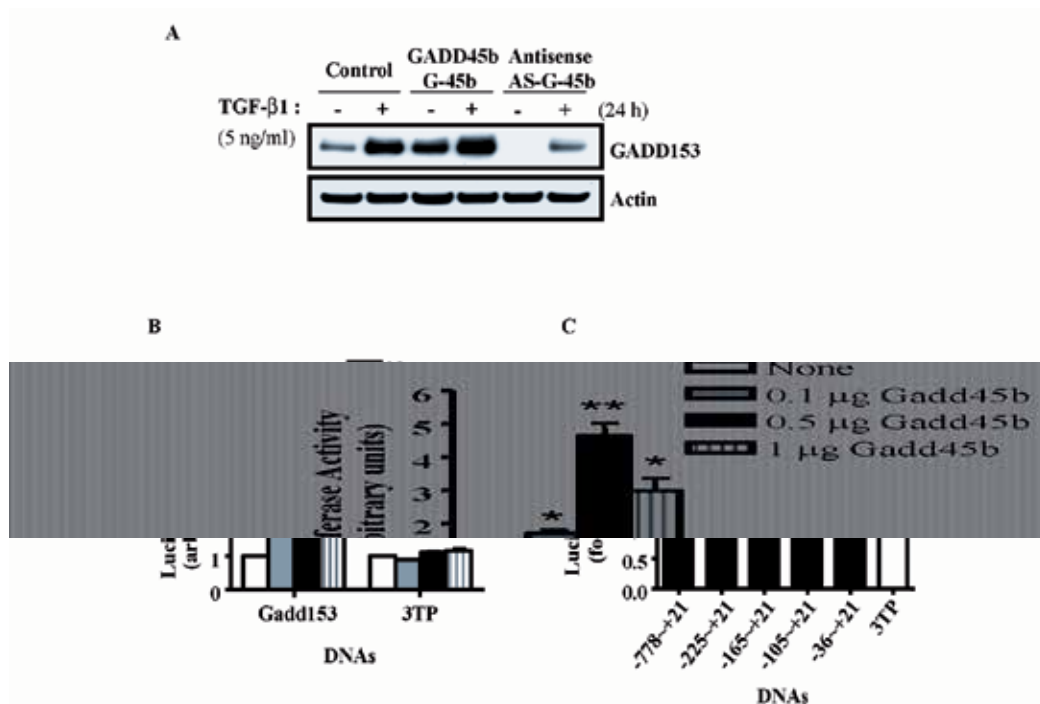 A
Control
GADD45b
G-45b
Antisense
AS-G-45b
TGF-β1 : - + - + - + (24 h)
(5 ng/ml)
GADD153
Actin
B
C
None
0.1 µg Gadd45b
0.5 µg Gadd45b
1 µg Gadd45b
6
5
4
3
2
** 
*
*
1
0
Gadd153
3TP
DNAs
0.5
0.0
-778~+21
-225~+21
-165~+21
-105~+21
-36~+21
3TP
DNAs